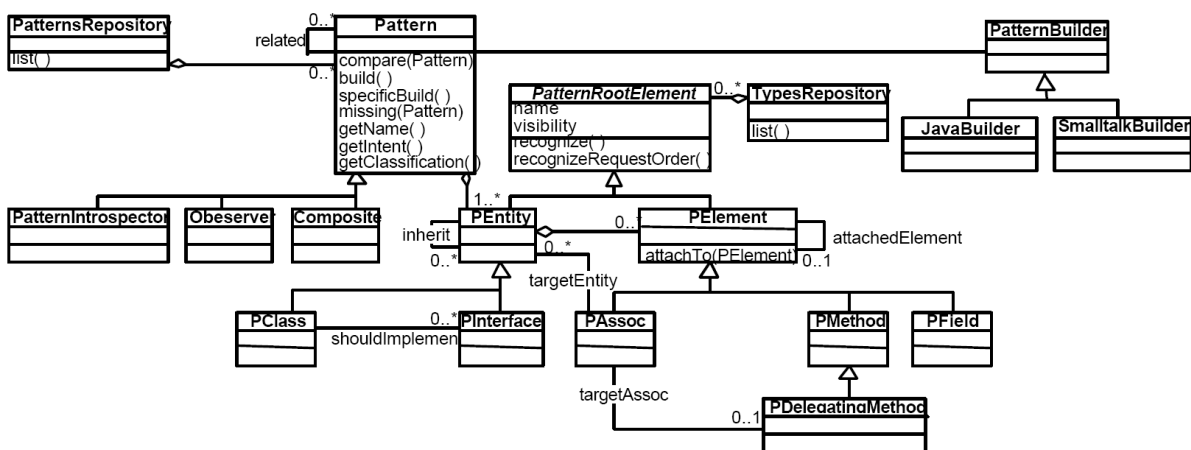 PatternsRepository
list( )
0..*
related
0..*
Pattern
compare(Pattern)
build( )
specificBuild( )
missing(Pattern)
getName( )
getIntent( )
getClassification( )
PatternBuilder
JavaBuilder
SmalltalkBuilder
PatternRootElement
name
visibility
recognize( )
recognizeRequestOrder( )
0..*
TypesRepository
list( )
PatternIntrospector
Obeserver
Composite
1..*
PEntity
inherit
0..*
0..*
0..*
PElement
attachTo(PElement)
attachedElement
0..1
targetEntity
PClass
0..*
shouldImplemen
PInterface
PAssoc
PMethod
PField
targetAssoc
0..1
PDelegatingMethod